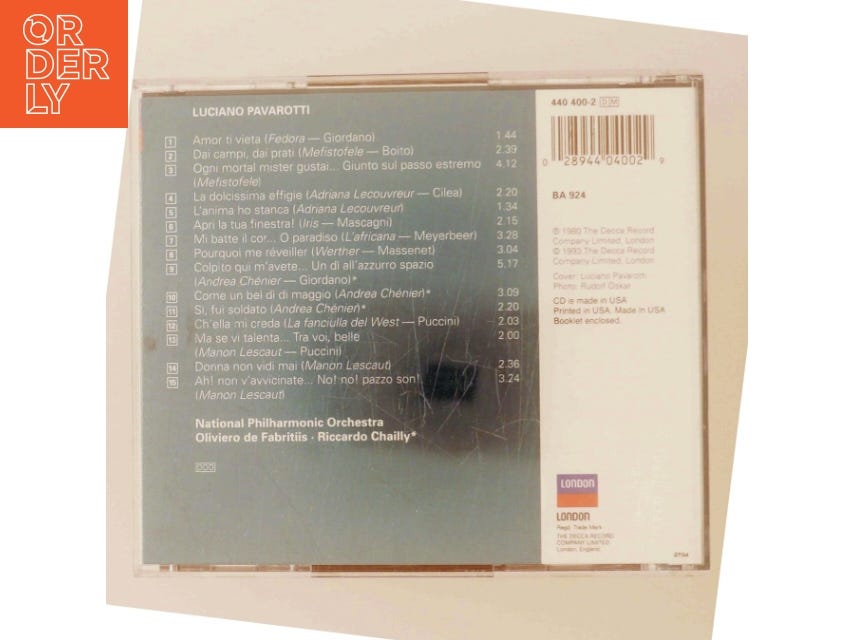 OR
DER
LY
LUCIANO PAVAROTTI
1 Amor ti vieta (Fedora — Giordano) 1.44
2 Dai campi, dai prati (Mefistofele — Boito) 2.39
3 Ogni mortal mister gustai... Giunto sul passo estremo 4.12
(Mefistofele)
4 La dolcissima effigie (Adriana Lecouvreur — Cilea) 2.20
5 L'anima ho stanca (Adriana Lecouvreur) 1.34
6 Apri la tua finestra! (Iris — Mascagni) 2.15
7 Mi batte il cor... O paradiso (L'africana — Meyerbeer) 3.28
8 Pourquoi me réveiller (Werther — Massenet) 3.04
9 Colpito qui m'avete... Un dì all'azzurro spazio 5.17
(Andrea Chénier — Giordano)*
10 Come un bel dì di maggio (Andrea Chénier)* 3.09
11 Sì, fui soldato (Andrea Chénier)* 2.20
12 Ch'ella mi creda (La fanciulla del West — Puccini) 2.03
13 Ma se vi talenta... Tra voi, belle 2.00
(Manon Lescaut — Puccini)
14 Donna non vidi mai (Manon Lescaut) 2.36
15 Ah! non v'avvicinate... No! no! pazzo son! 3.24
(Manon Lescaut)
National Philharmonic Orchestra
Oliviero de Fabritiis · Riccardo Chailly*
DDD
440 400-2 DM
0 28944 04002 9
BA 924
℗ 1980 The Decca Record
Company Limited, London
© 1993 The Decca Record
Company Limited, London
Cover: Luciano Pavarotti
Photo: Rudolf Oskar
CD is made in USA
Printed in USA. Made in USA
Booklet enclosed.
LONDON
LONDON
Regd. Trade Mark
THE DECCA RECORD
COMPANY LIMITED
London, England